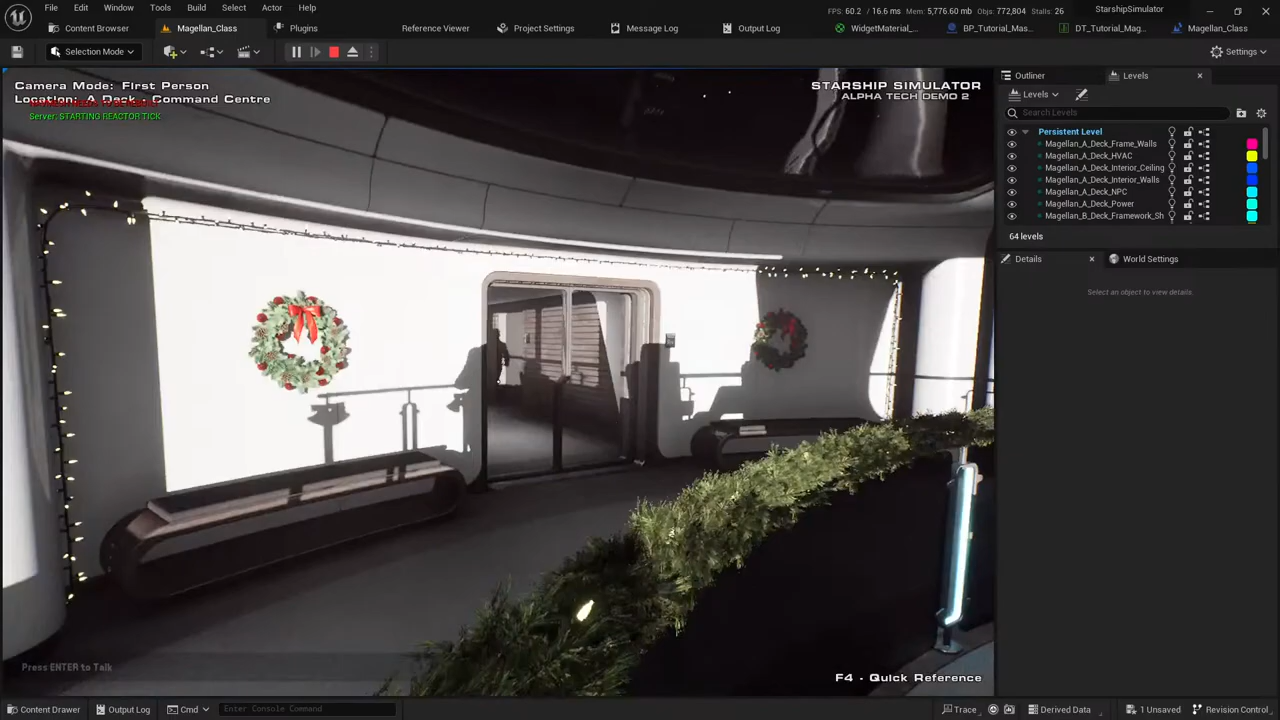 File Edit Window Tools Build Select Actor Help
FPS: 60.2 / 16.6 ms Mem: 5,776.60 mb Objs: 772,804 Stalls: 26
StarshipSimulator
Content Browser
Magellan_Class
Plugins
Reference Viewer
Project Settings
Message Log
Output Log
WidgetMaterial_
BP_Tutorial_Mas
DT_Tutorial_Mag
Magellan_Class
Selection Mode
Settings
Camera Mode: First Person
Location: A Deck, Command Centre
Server: STARTING REACTOR TICK
STARSHIP SIMULATOR
ALPHA TECH DEMO 2
Outliner
Levels
Levels
Search Levels
Persistent Level
Magellan_A_Deck_Frame_Walls
Magellan_A_Deck_HVAC
Magellan_A_Deck_Interior_Ceiling
Magellan_A_Deck_Interior_Walls
Magellan_A_Deck_NPC
Magellan_A_Deck_Power
Magellan_B_Deck_Framework_Sh
64 levels
Details
World Settings
Select an object to view details.
Press ENTER to Talk
F4 - Quick Reference
Content Drawer
Output Log
Cmd
Enter Console Command
Trace
Derived Data
1 Unsaved
Revision Control